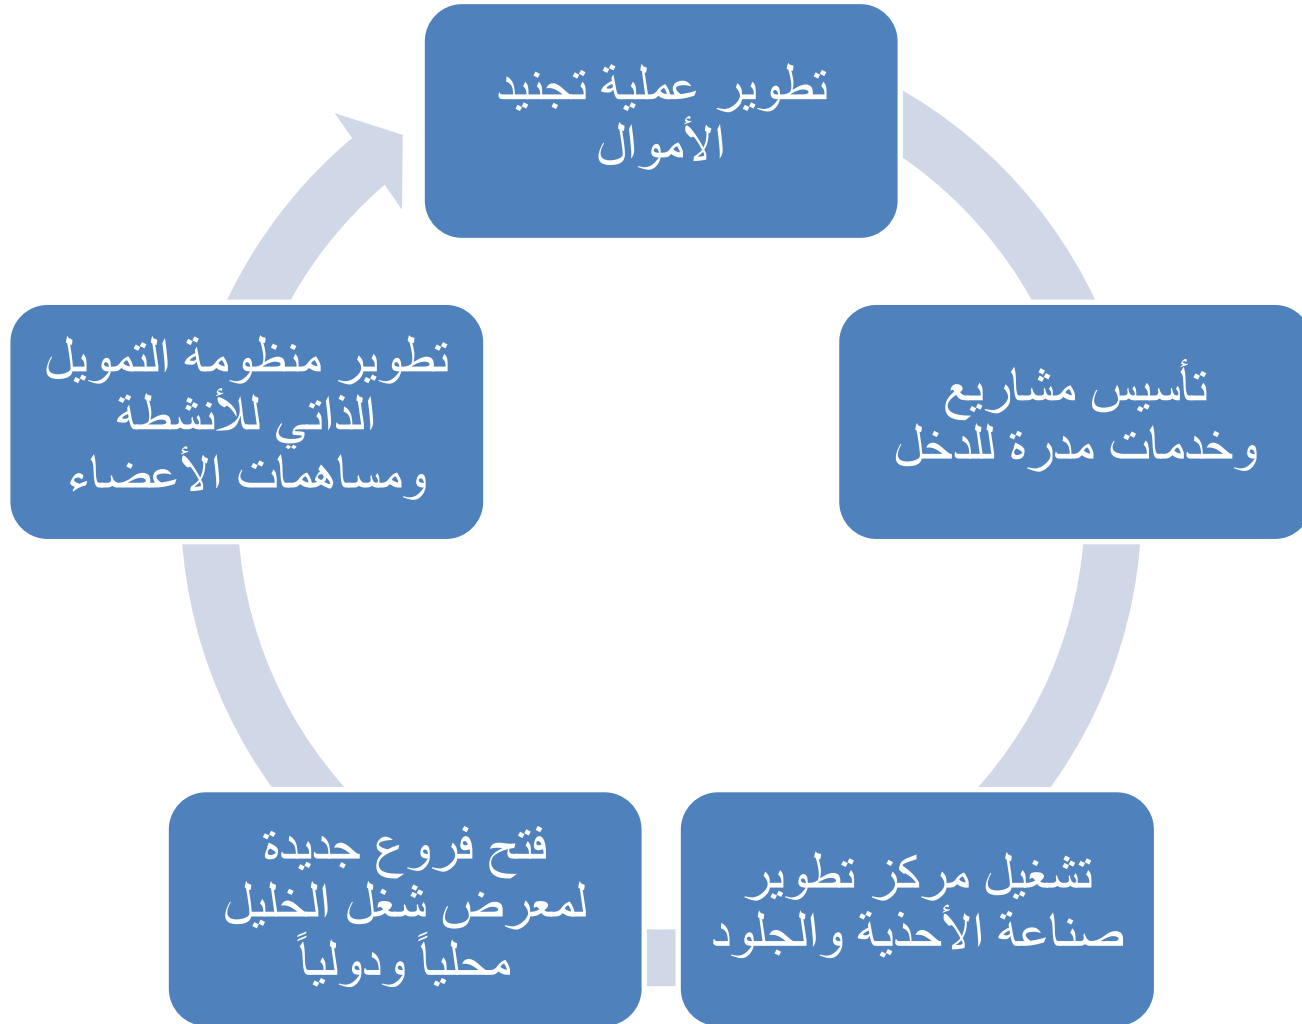 تطوير عملية تجنيد
الأموال
تأسيس مشاريع
وخدمات مدرة للدخل
تشغيل مركز تطوير
صناعة الأحذية والجلود
فتح فروع جديدة
لمعرض شغل الخليل
محلياً ودولياً
تطوير منظومة التمويل
الذاتي للأنشطة
ومساهمات الأعضاء